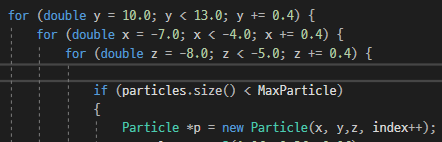 for (double y = 10.0; y < 13.0; y += 0.4) {
for (double x = -7.0; x < -4.0; x += 0.4) {
for (double z = -8.0; z < -5.0; z += 0.4) {
if (particles.size() < MaxParticle)
{
Particle *p = new Particle(x, y,z, index++);